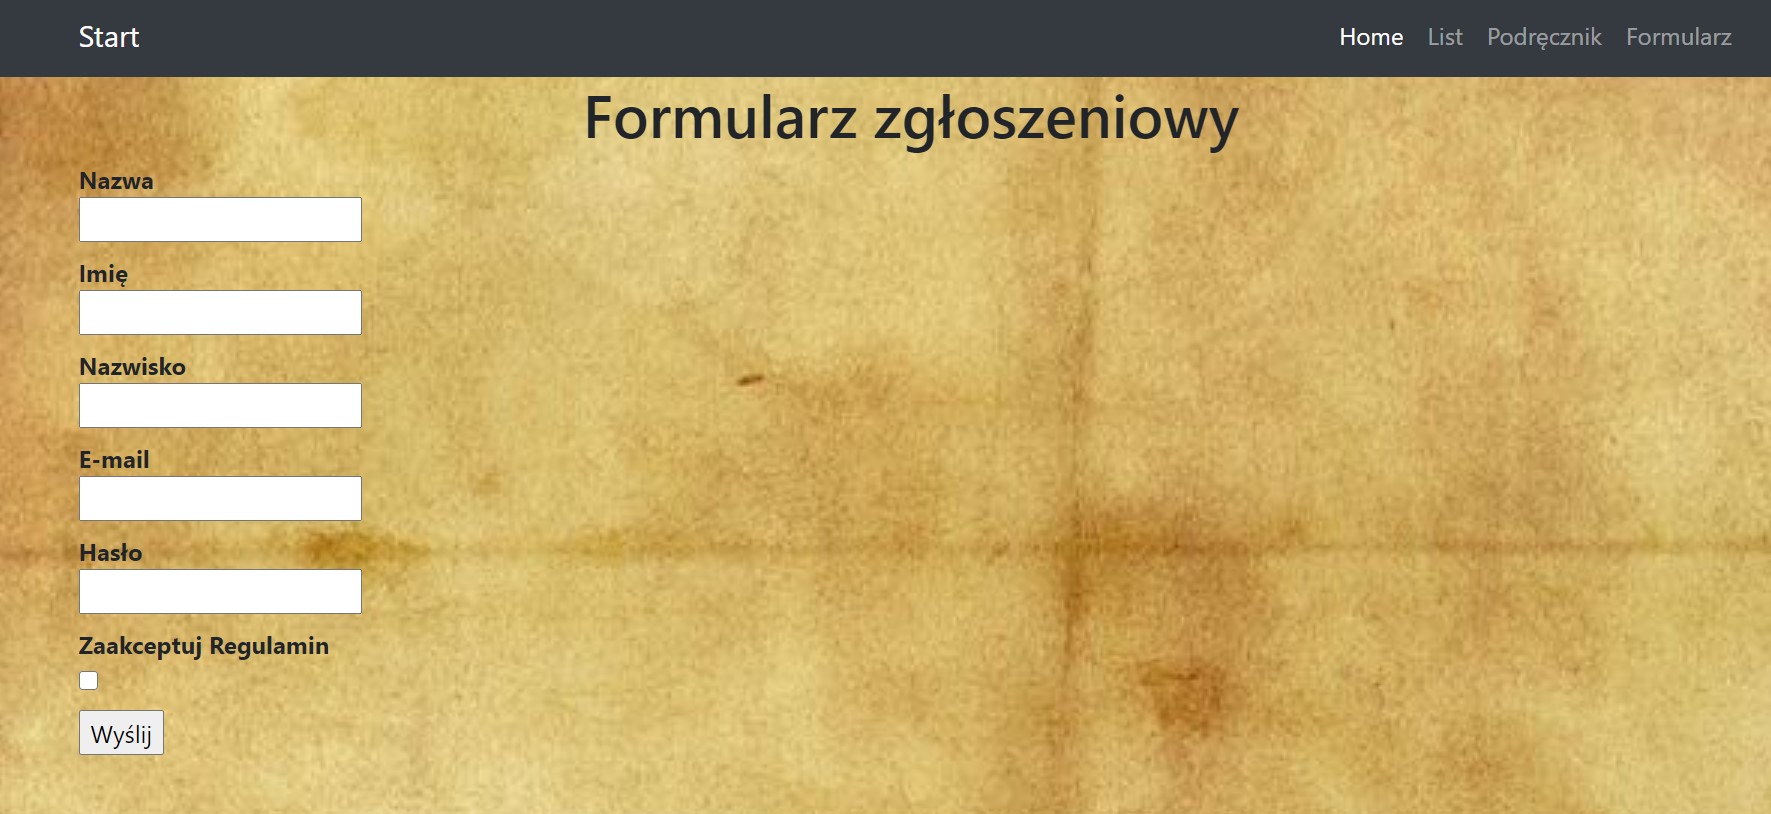 Start Home List Podręcznik Formularz
Formularz zgłoszeniowy
Nazwa
Imię
Nazwisko
E-mail
Hasło
Zaakceptuj Regulamin
Wyślij